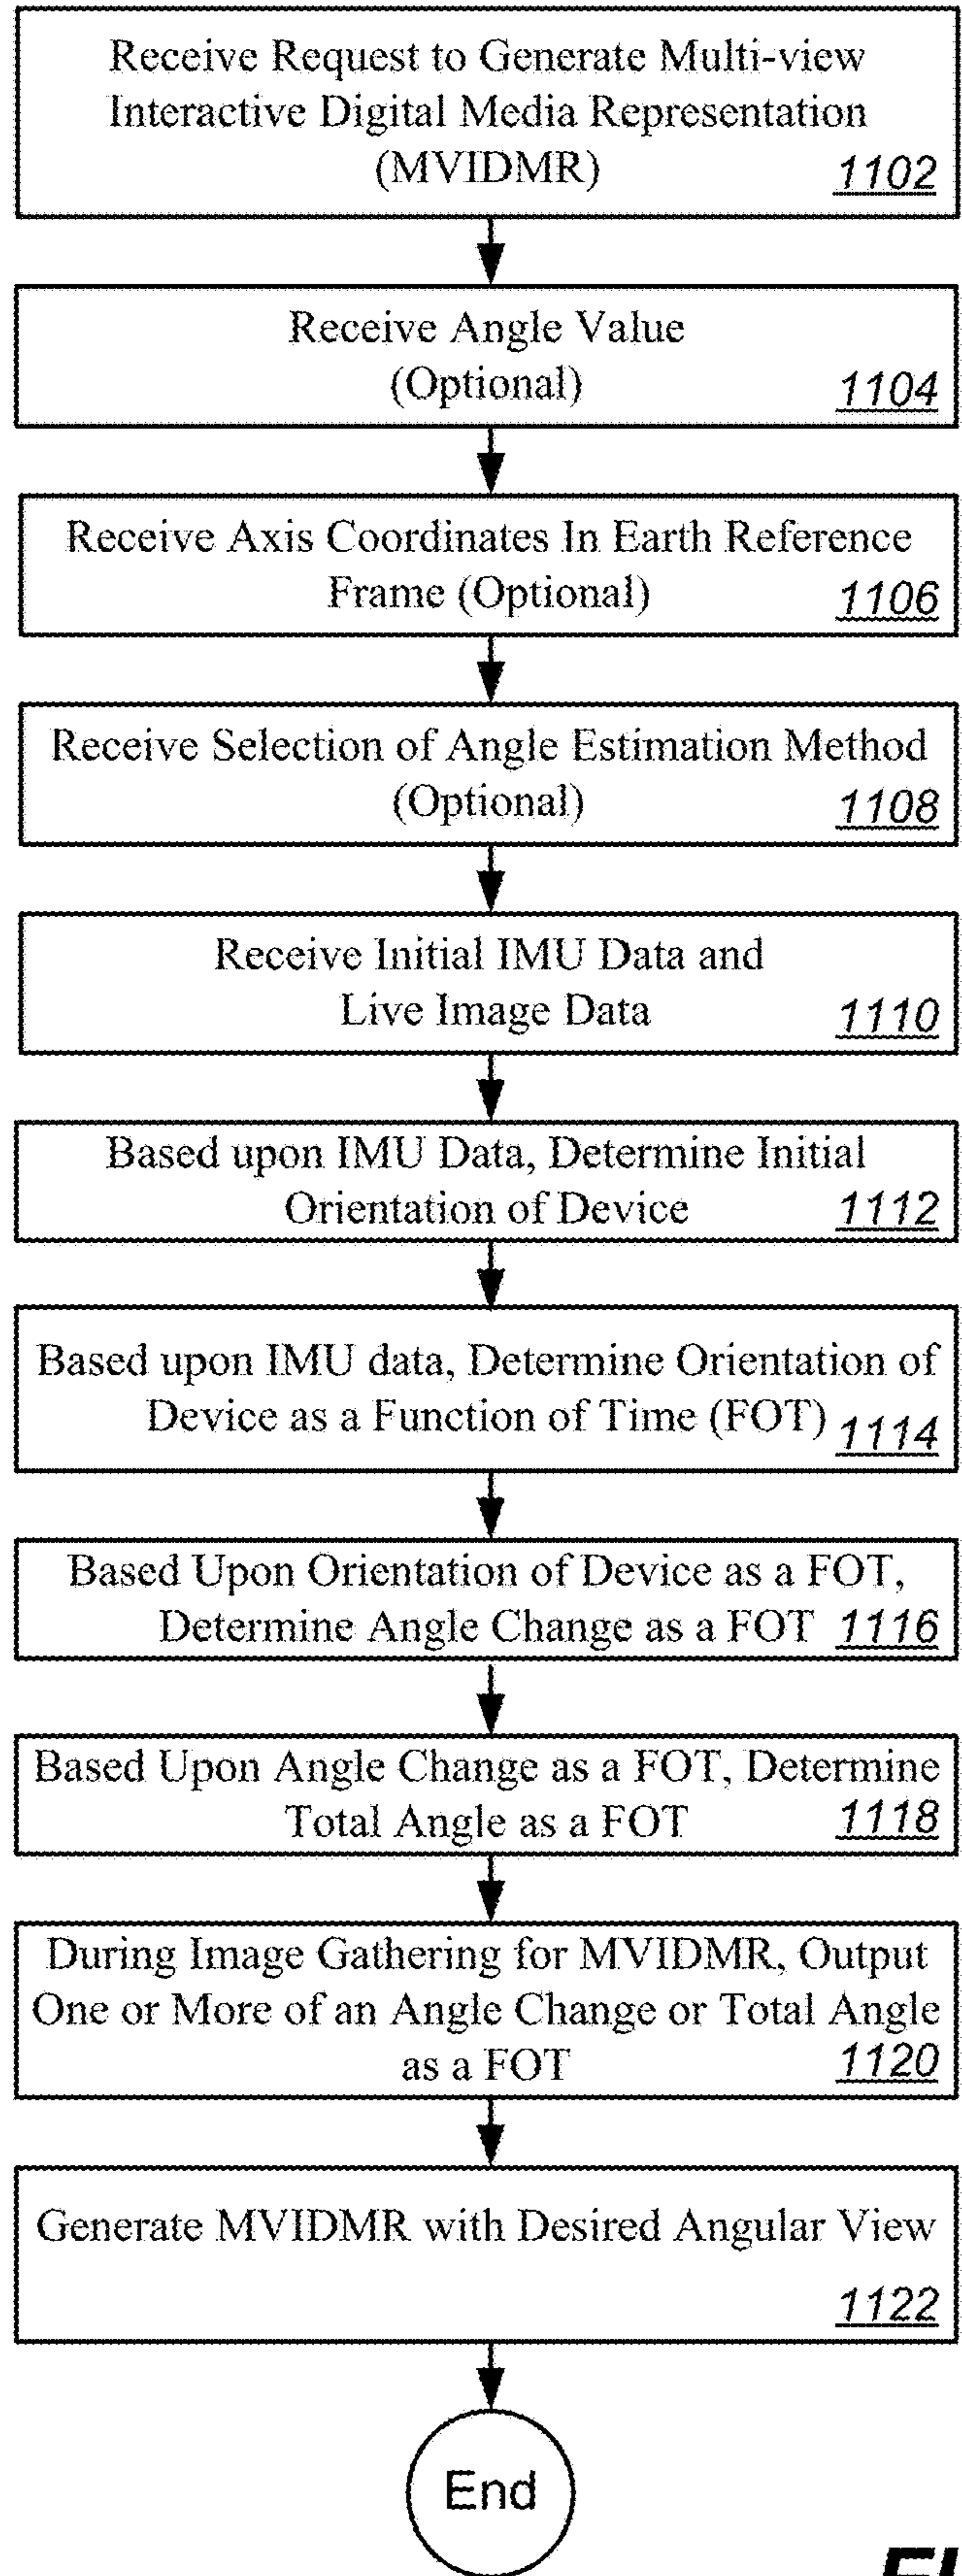 Receive Request to Generate Multi-view
Interactive Digital Media Representation
(MVIDMR)
1102
Receive Angle Value
(Optional)
1104
Receive Axis Coordinates In Earth Reference
Frame (Optional)
1106
Receive Selection of Angle Estimation Method
(Optional)
1108
Receive Initial IMU Data and
Live Image Data
1110
Based upon IMU Data, Determine Initial
Orientation of Device
1112
Based upon IMU data, Determine Orientation of
Device as a Function of Time (FOT)
1114
Based Upon Orientation of Device as a FOT,
Determine Angle Change as a FOT
1116
Based Upon Angle Change as a FOT, Determine
Total Angle as a FOT
1118
During Image Gathering for MVIDMR, Output
One or More of an Angle Change or Total Angle
as a FOT
1120
Generate MVIDMR with Desired Angular View
1122
End